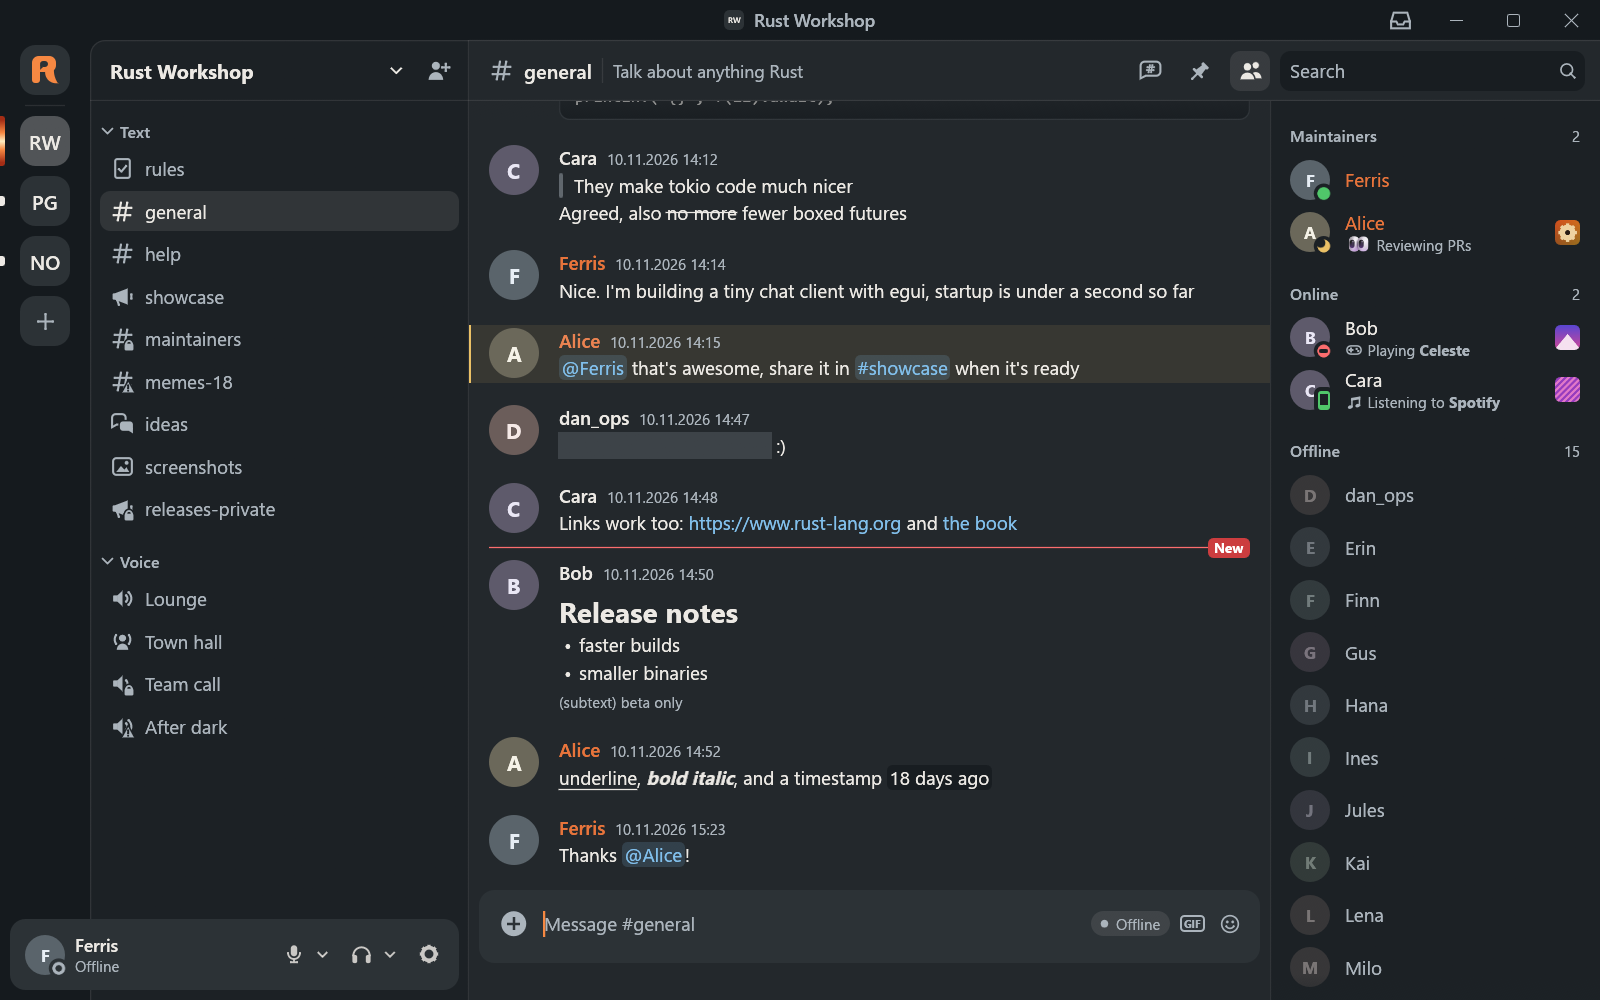 RW Rust Workshop
R
RW
PG
NO
Rust Workshop
Text
rules
general
help
showcase
maintainers
memes-18
ideas
screenshots
releases-private
Voice
Lounge
Town hall
Team call
After dark
F
Ferris
Offline
general
Talk about anything Rust
Search
C
Cara 10.11.2026 14:12
They make tokio code much nicer
Agreed, also no more fewer boxed futures
F
Ferris 10.11.2026 14:14
Nice. I'm building a tiny chat client with egui, startup is under a second so far
A
Alice 10.11.2026 14:15
@Ferris that's awesome, share it in #showcase when it's ready
D
dan_ops 10.11.2026 14:47
:)
C
Cara 10.11.2026 14:48
Links work too: https://www.rust-lang.org and the book
New
B
Bob 10.11.2026 14:50
Release notes
• faster builds
• smaller binaries
(subtext) beta only
A
Alice 10.11.2026 14:52
underline, bold italic, and a timestamp 18 days ago
F
Ferris 10.11.2026 15:23
Thanks @Alice!
Message #general
Offline
GIF
Maintainers 2
F
Ferris
A
Alice
👀 Reviewing PRs
Online 2
B
Bob
Playing Celeste
C
Cara
Listening to Spotify
Offline 15
D
dan_ops
E
Erin
F
Finn
G
Gus
H
Hana
I
Ines
J
Jules
K
Kai
L
Lena
M
Milo